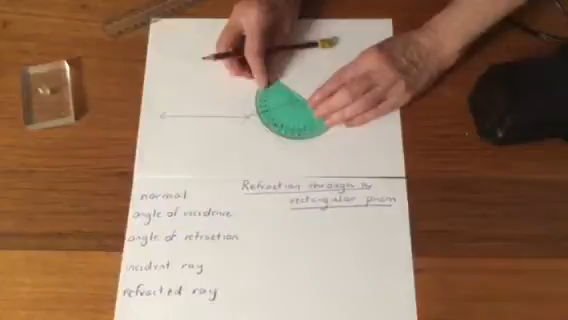 Refraction through a
rectangular prism
normal
angle of incidence
angle of refraction
incident ray
refracted ray